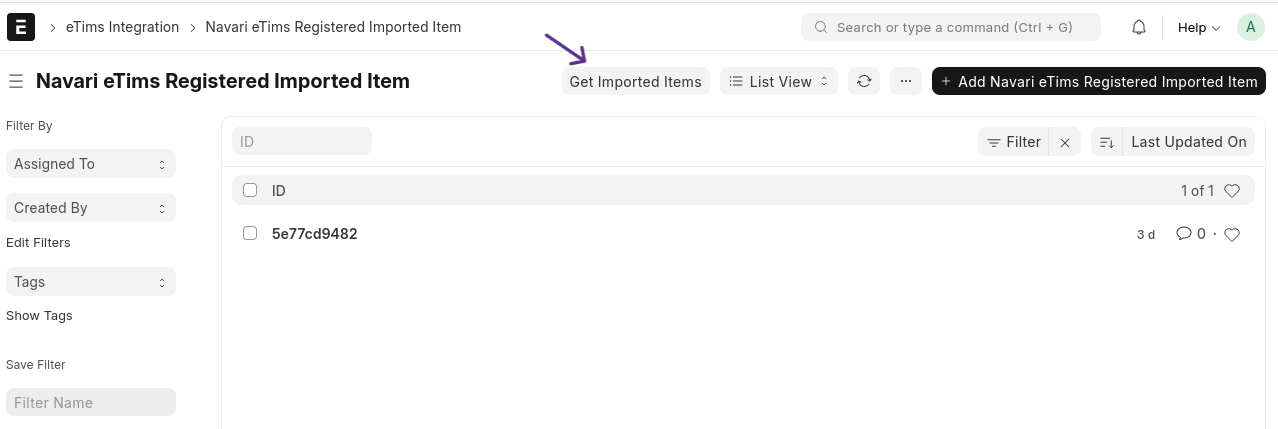 E
eTims Integration
Navari eTims Registered Imported Item
Search or type a command (Ctrl + G)
Help
A
Navari eTims Registered Imported Item
Get Imported Items
List View
+ Add Navari eTims Registered Imported Item
Filter By
Assigned To
Created By
Edit Filters
Tags
Show Tags
Save Filter
Filter Name
ID
Filter
Last Updated On
ID
1 of 1
5e77cd9482
3 d
0 ·